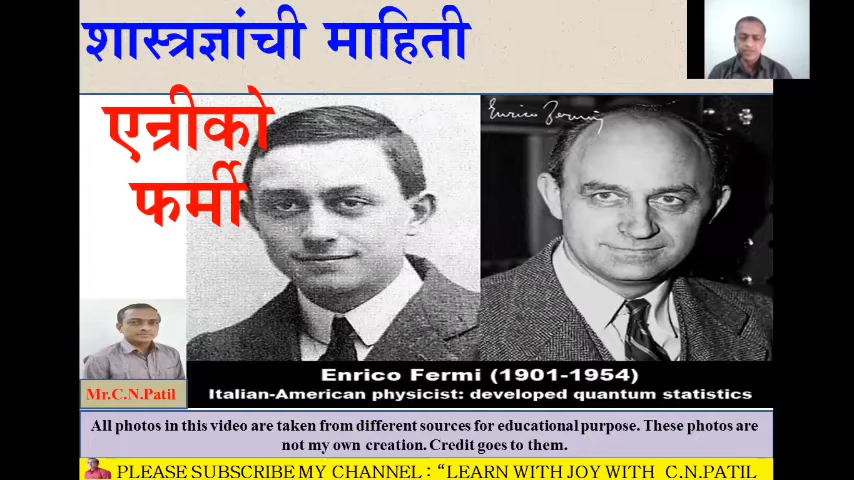 शास्त्रज्ञांची माहिती
एन्रीको
फर्मी
Enrico Fermi
Enrico Fermi (1901-1954)
Italian-American physicist: developed quantum statistics
Mr.C.N.Patil
All photos in this video are taken from different sources for educational purpose. These photos are
not my own creation. Credit goes to them.
PLEASE SUBSCRIBE MY CHANNEL : “LEARN WITH JOY WITH C.N.PATIL